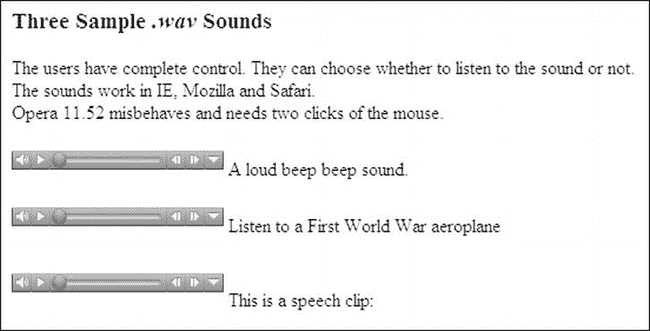 Three Sample .wav Sounds
The users have complete control. They can choose whether to listen to the sound or not.
The sounds work in IE, Mozilla and Safari.
Opera 11.52 misbehaves and needs two clicks of the mouse.
A loud beep beep sound.
Listen to a First World War aeroplane
This is a speech clip: